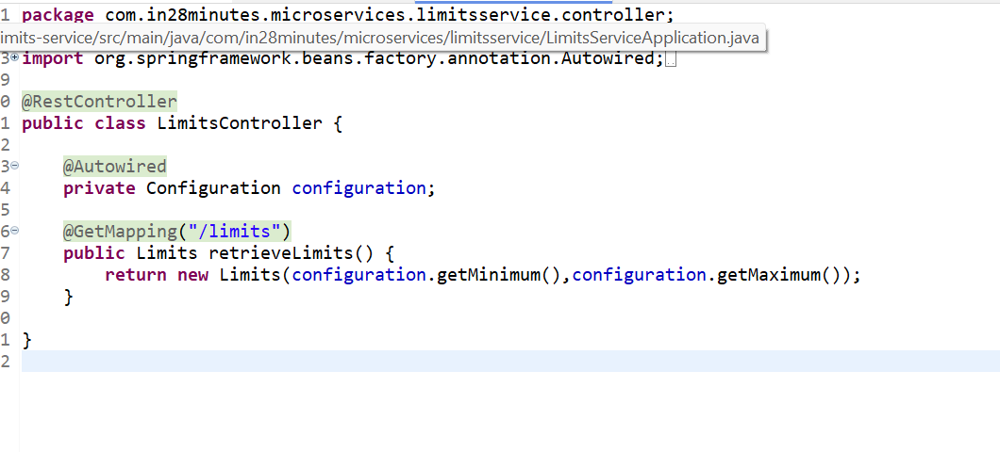 1 package com.in28minutes.microservices.limitsservice.controller;
imits-service/src/main/java/com/in28minutes/microservices/limitsservice/LimitsServiceApplication.java
3 import org.springframework.beans.factory.annotation.Autowired;
9
0 @RestController
1 public class LimitsController {
2
3 @Autowired
4 private Configuration configuration;
5
6 @GetMapping("/limits")
7 public Limits retrieveLimits() {
8 return new Limits(configuration.getMinimum(),configuration.getMaximum());
9 }
0
1 }
2